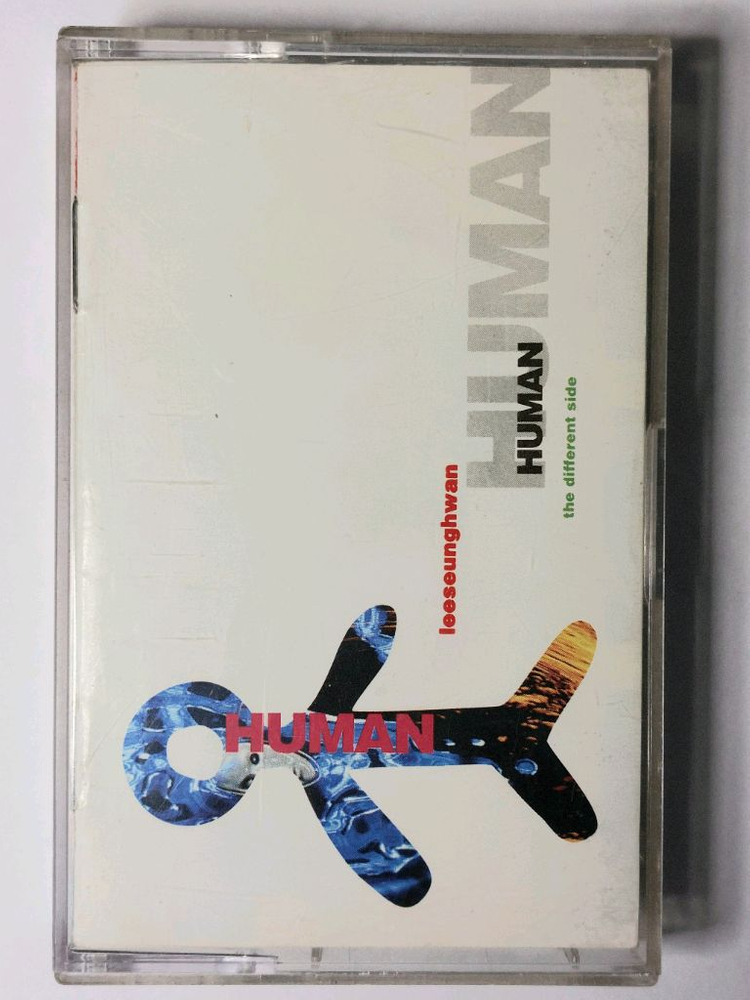 HUMAN
HUMAN
the different side
leeseunghwan
HUMAN